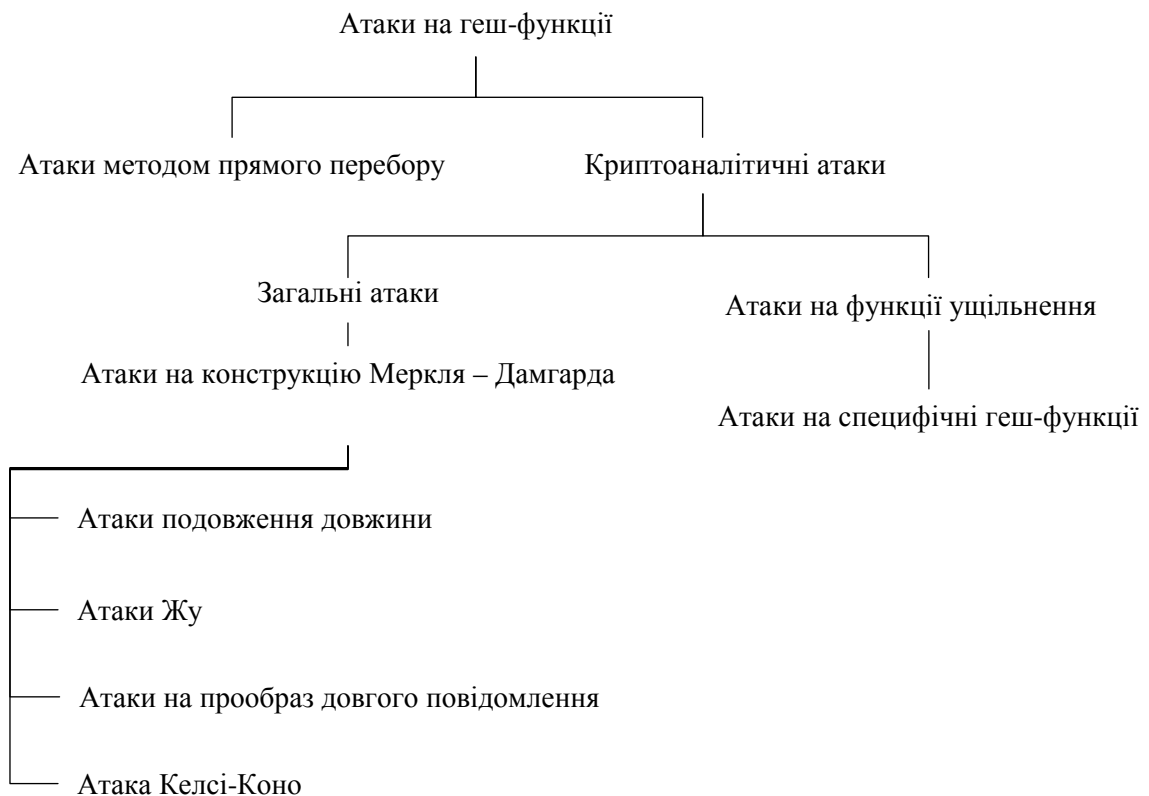 Атаки на геш-функції
Атаки методом прямого перебору
Криптоаналітичні атаки
Загальні атаки
Атаки на функції ущільнення
Атаки на конструкцію Меркля – Дамгарда
Атаки на специфічні геш-функції
Атаки подовження довжини
Атаки Жу
Атаки на прообраз довгого повідомлення
Атака Келсі-Коно